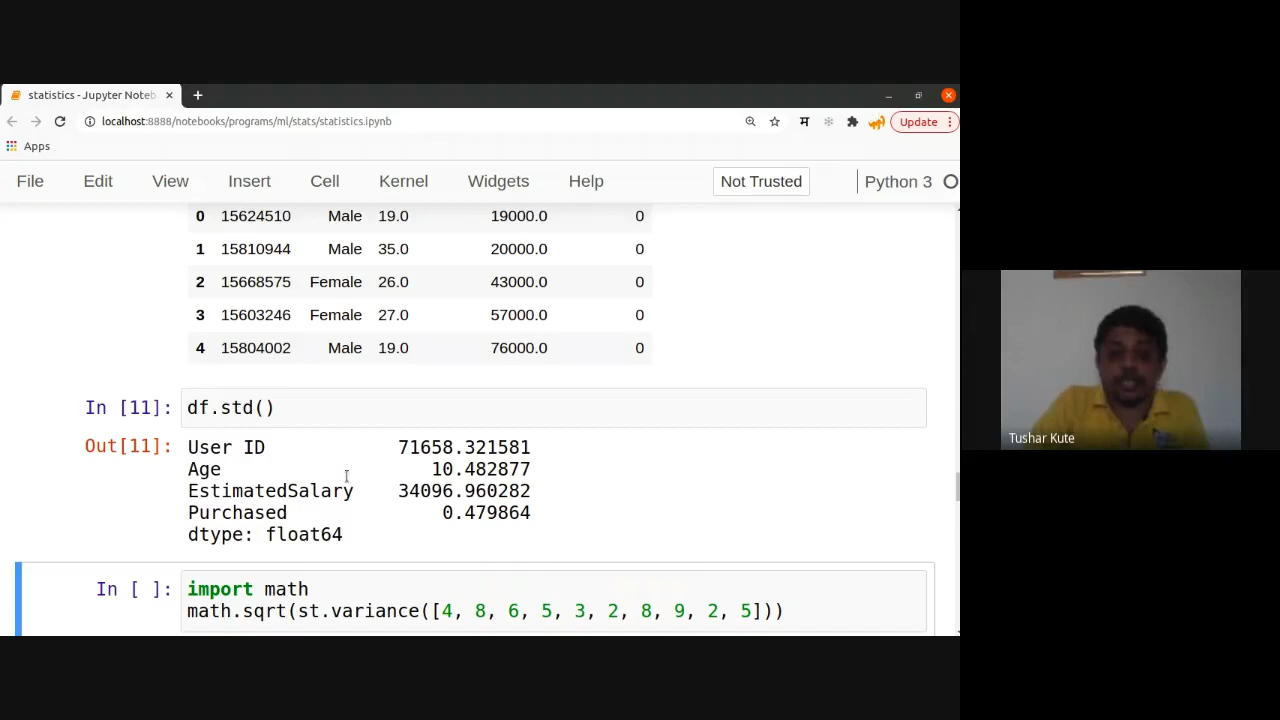 statistics - Jupyter Noteb
localhost:8888/notebooks/programs/ml/stats/statistics.ipynb
म
Update
Apps
File Edit View Insert Cell Kernel Widgets Help Not Trusted Python 3
0 15624510 Male 19.0 19000.0 0
1 15810944 Male 35.0 20000.0 0
2 15668575 Female 26.0 43000.0 0
3 15603246 Female 27.0 57000.0 0
4 15804002 Male 19.0 76000.0 0
In [11]: df.std()
Out[11]: User ID 71658.321581
Age 10.482877
EstimatedSalary 34096.960282
Purchased 0.479864
dtype: float64
In [ ]: import math
math.sqrt(st.variance([4, 8, 6, 5, 3, 2, 8, 9, 2, 5]))
Tushar Kute